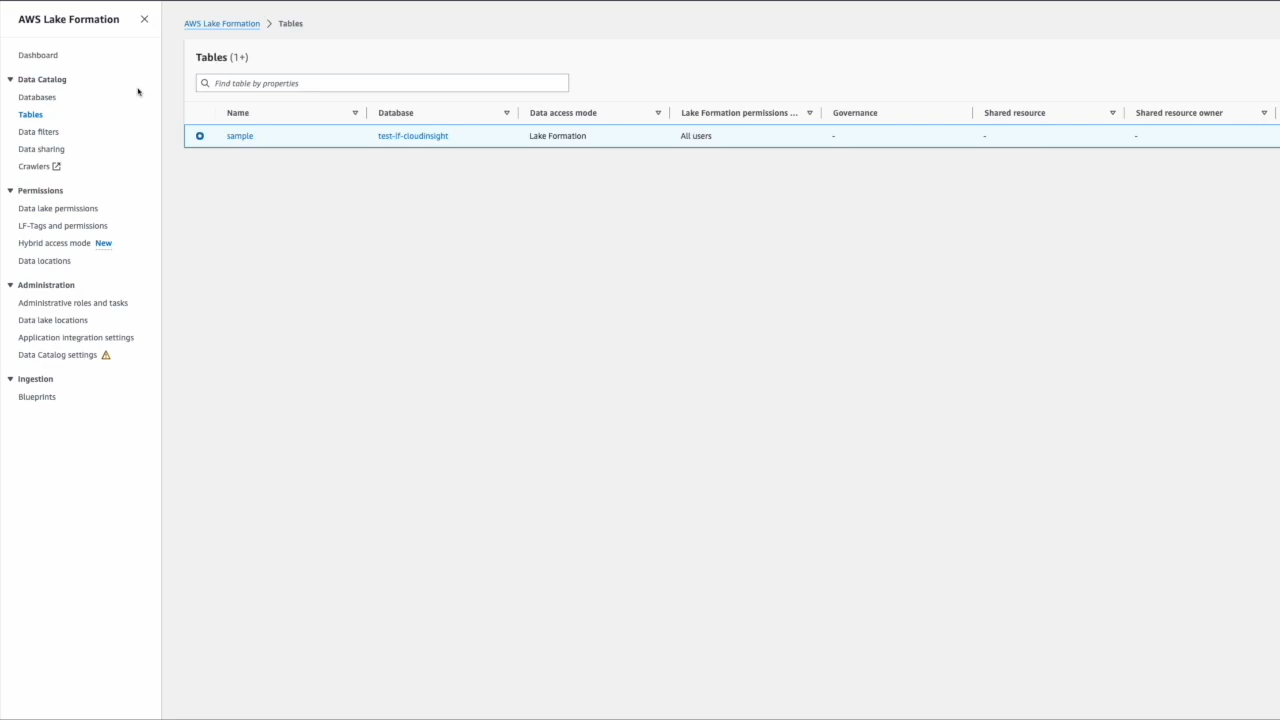 AWS Lake Formation
Dashboard
Data Catalog
Databases
Tables
Data filters
Data sharing
Crawlers
Permissions
Data lake permissions
LF-Tags and permissions
Hybrid access mode New
Data locations
Administration
Administrative roles and tasks
Data lake locations
Application integration settings
Data Catalog settings
Ingestion
Blueprints
AWS Lake Formation > Tables
Tables (1+)
Find table by properties
Name Database Data access mode Lake Formation permissions ... Governance Shared resource Shared resource owner
sample test-lf-cloudinsight Lake Formation All users - - -